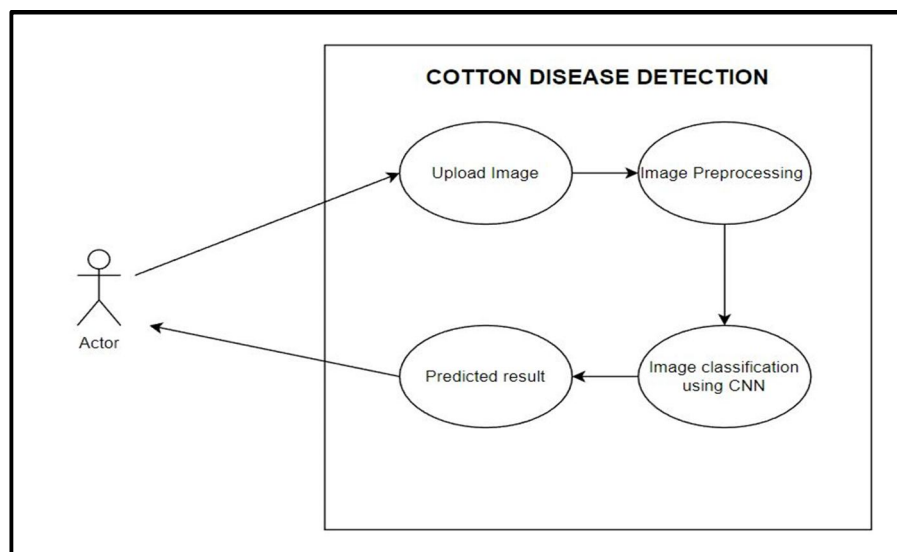 COTTON DISEASE DETECTION
Upload Image
Image Preprocessing
Actor
Predicted result
Image classification
using CNN